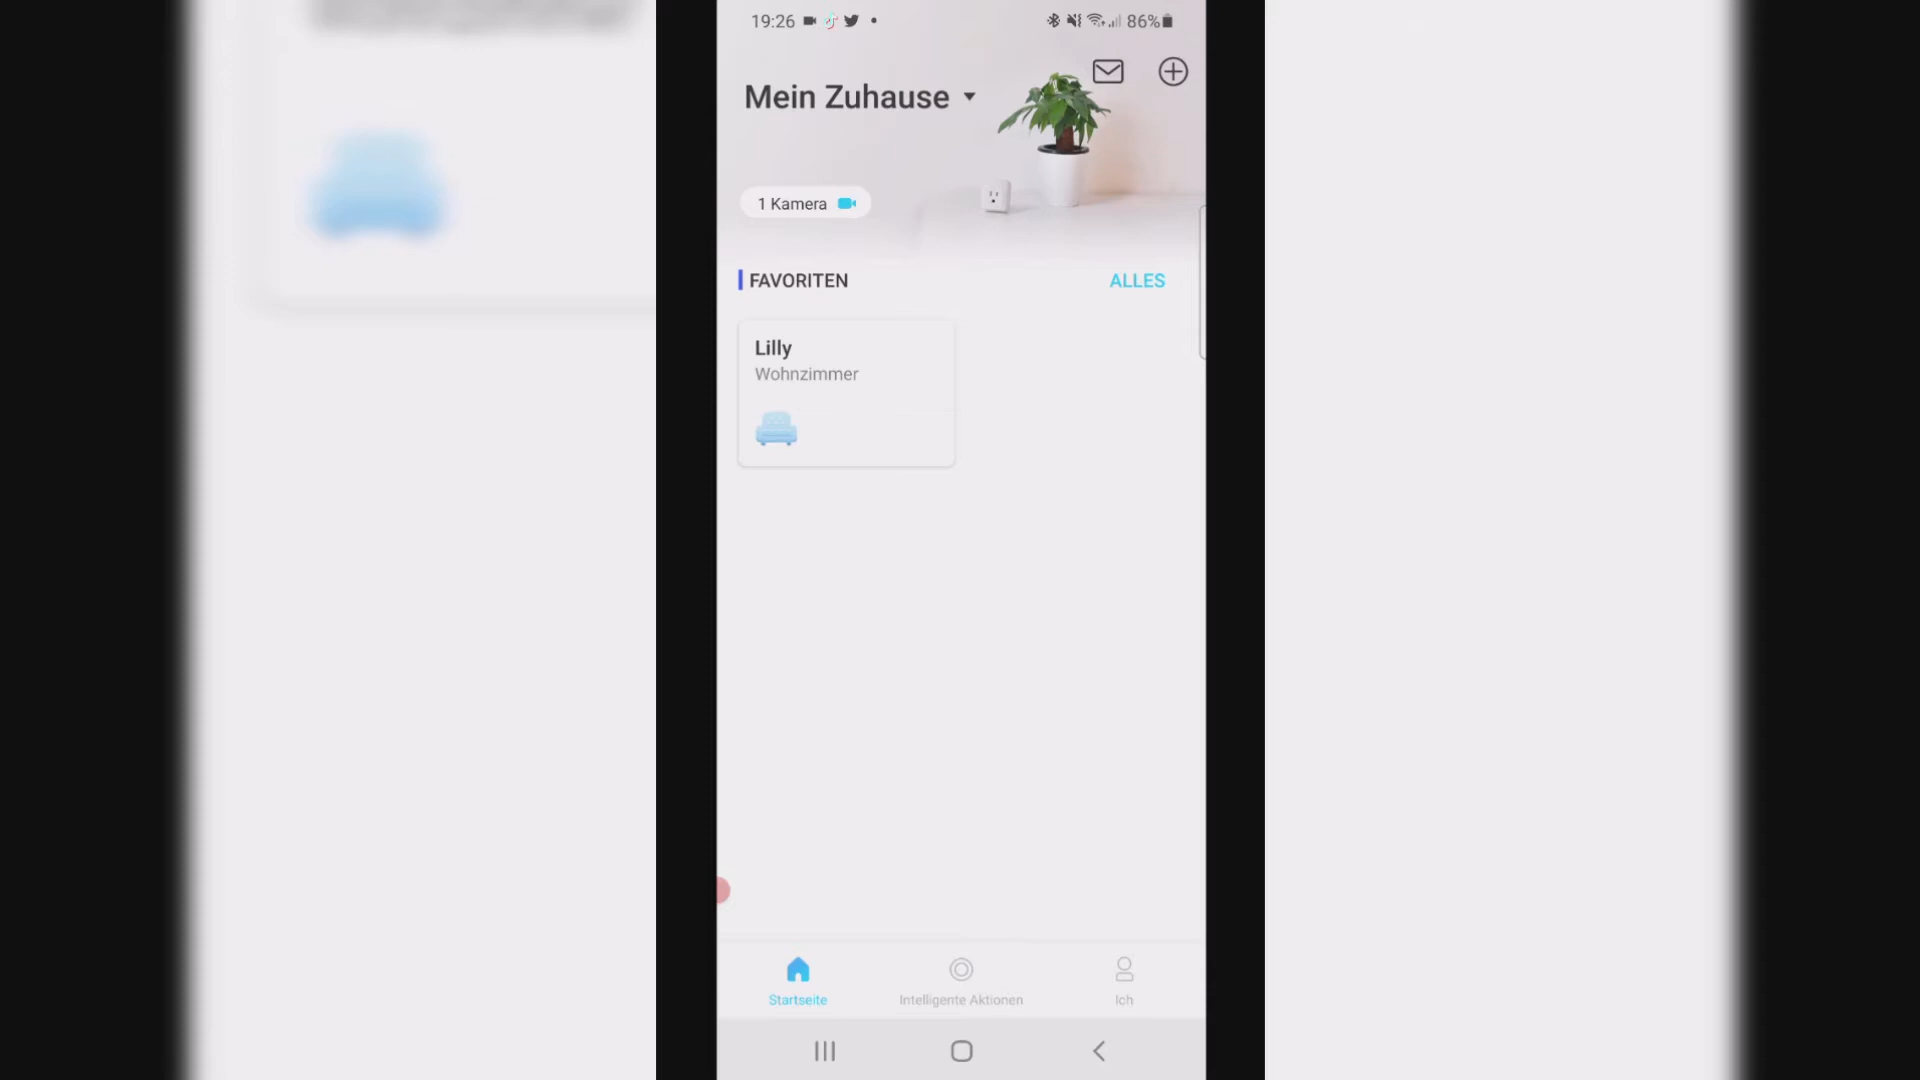 19:26
86%
Mein Zuhause
1 Kamera
FAVORITEN
ALLES
Lilly
Wohnzimmer
Startseite
Intelligente Aktionen
Ich